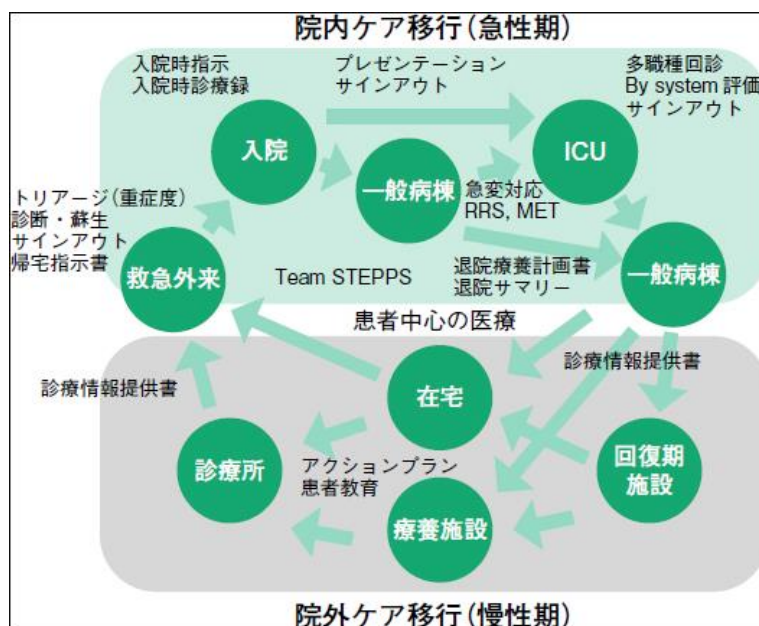 院内ケア移行(急性期)
入院時指示
入院時診療録
プレゼンテーション
サインアウト
多職種回診
By system 評価
サインアウト
入院
ICU
一般病棟
急変対応
RRS, MET
トリアージ(重症度)
診断・蘇生
サインアウト
帰宅指示書
救急外来
Team STEPPS
退院療養計画書
退院サマリー
一般病棟
患者中心の医療
診療情報提供書
診療情報提供書
在宅
診療所
アクションプラン
患者教育
回復期
施設
療養施設
院外ケア移行(慢性期)